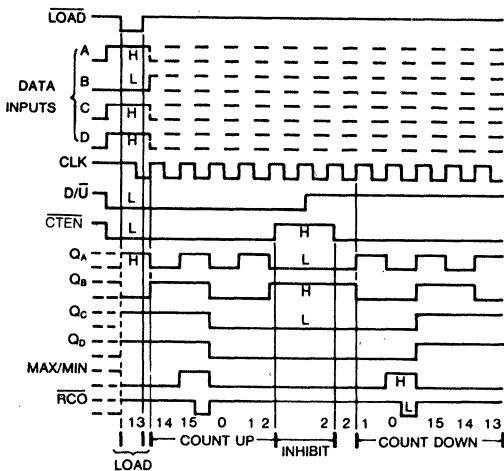 LOAD
A H
DATA INPUTS
B L
C H
D H
CLK
D/U L
CTEN L H
QA H L
QB H
QC L
QD
MAX/MIN H
RCO L
13 14 15 0 1 2 2 2 1 0 15 14 13
COUNT UP INHIBIT COUNT DOWN
LOAD